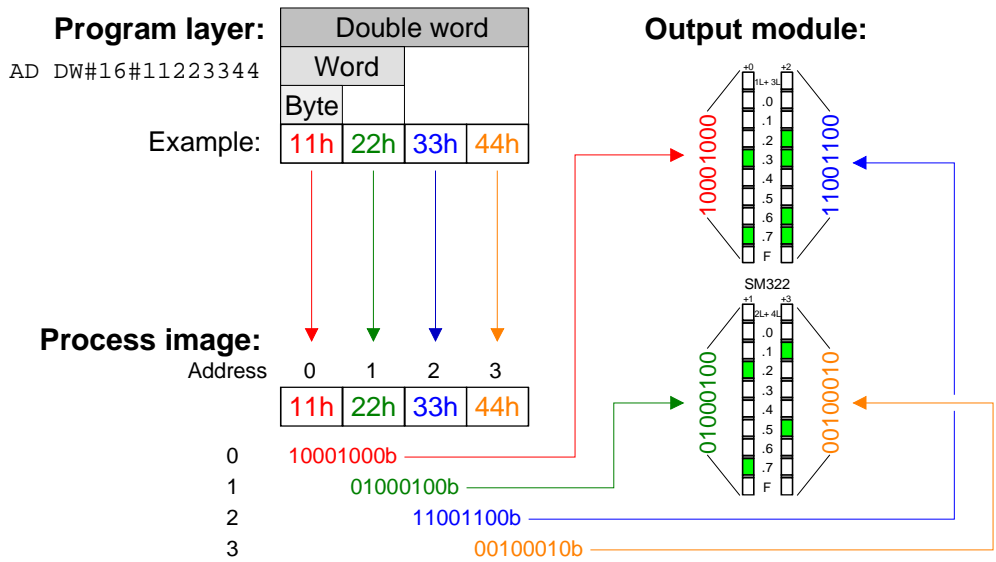 Program layer:
AD DW#16#11223344
Double word
Word
Byte
Example:
11h 22h 33h 44h
Process image:
Address 0 1 2 3
11h 22h 33h 44h
0 10001000b
1 01000100b
2 11001100b
3 00100010b
Output module:
+0 +2
1L+ 3L
.0
.1
.2
.3
.4
.5
.6
.7
F
10001000
11001100
SM322
+1 +3
2L+ 4L
.0
.1
.2
.3
.4
.5
.6
.7
F
01000100
00100010